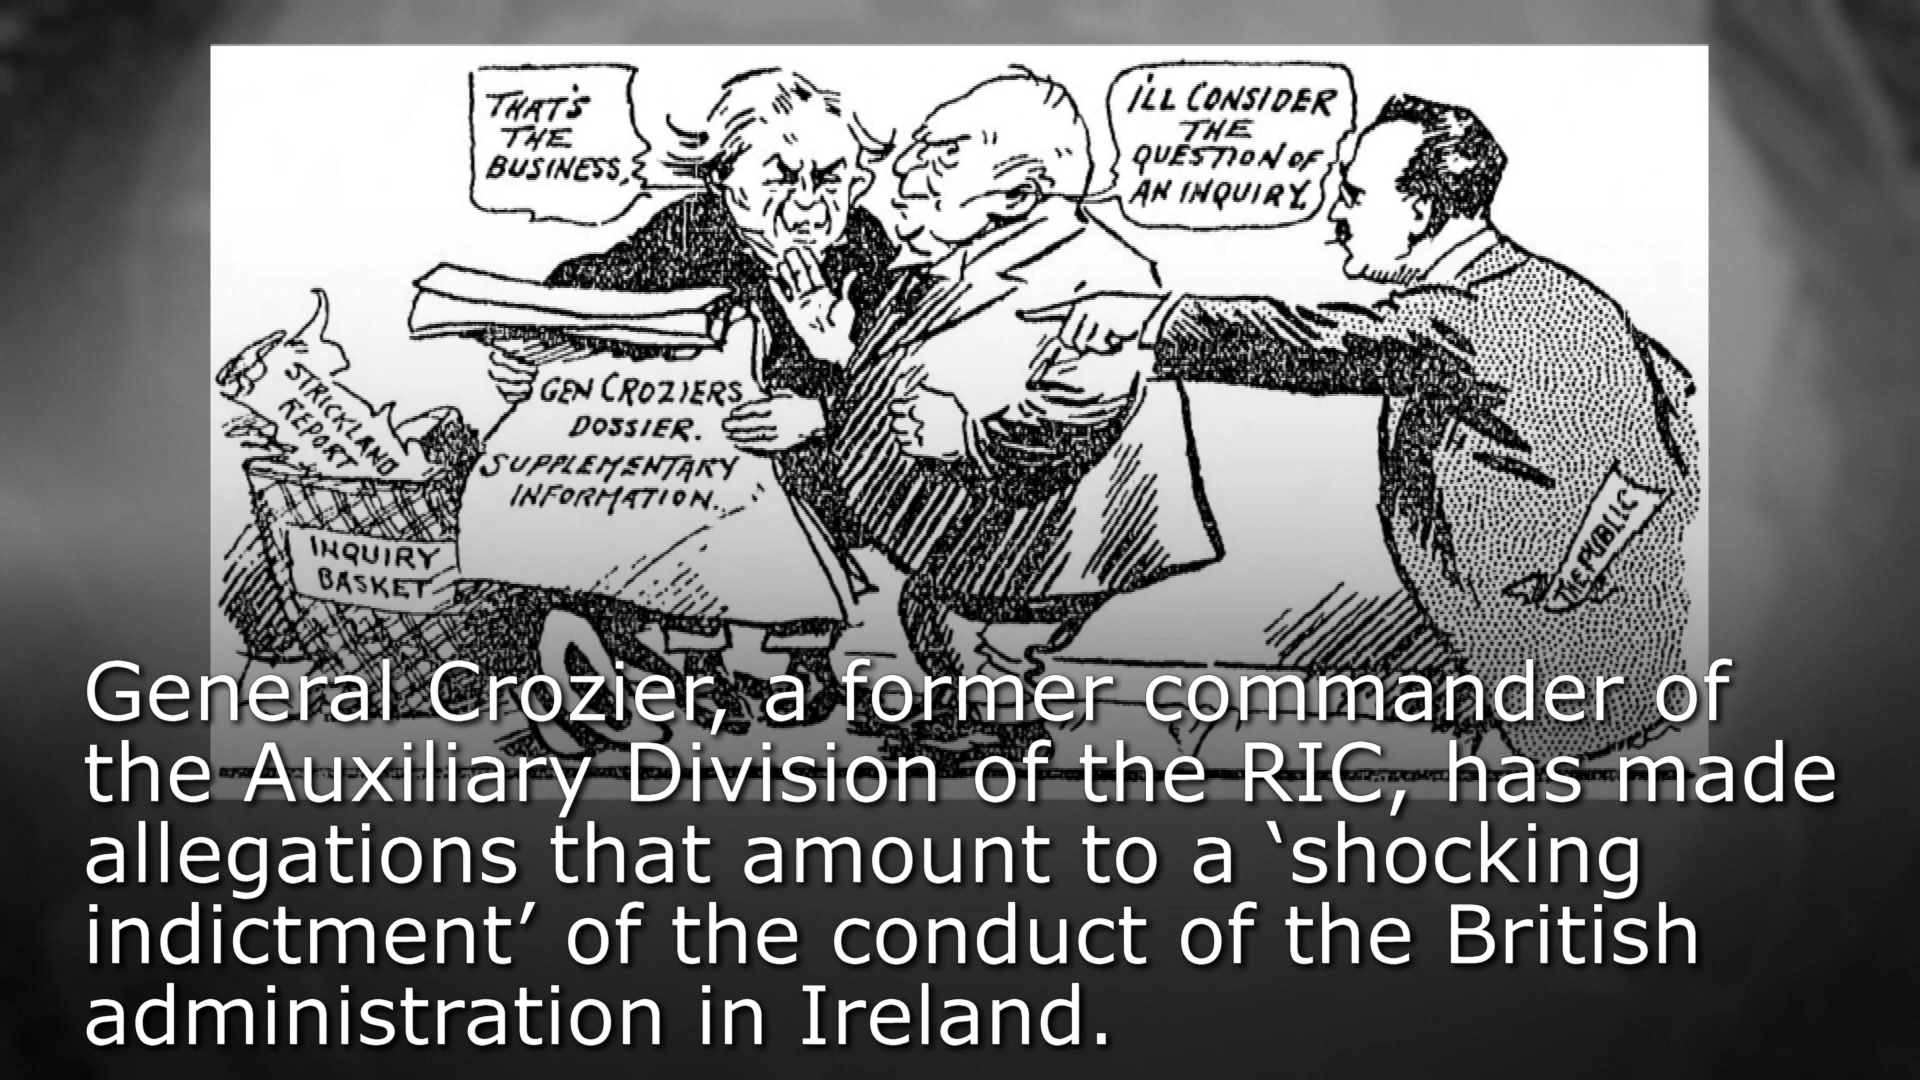 THAT'S
THE
BUSINESS.
I'LL CONSIDER
THE
QUESTION OF
AN INQUIRY.
STRICKLAND
REPORT
GEN CROZIERS
DOSSIER.
SUPPLEMENTARY
INFORMATION.
INQUIRY
BASKET
THE PUBLIC
General Crozier, a former commander of
the Auxiliary Division of the RIC, has made
allegations that amount to a ‘shocking
indictment’ of the conduct of the British
administration in Ireland.